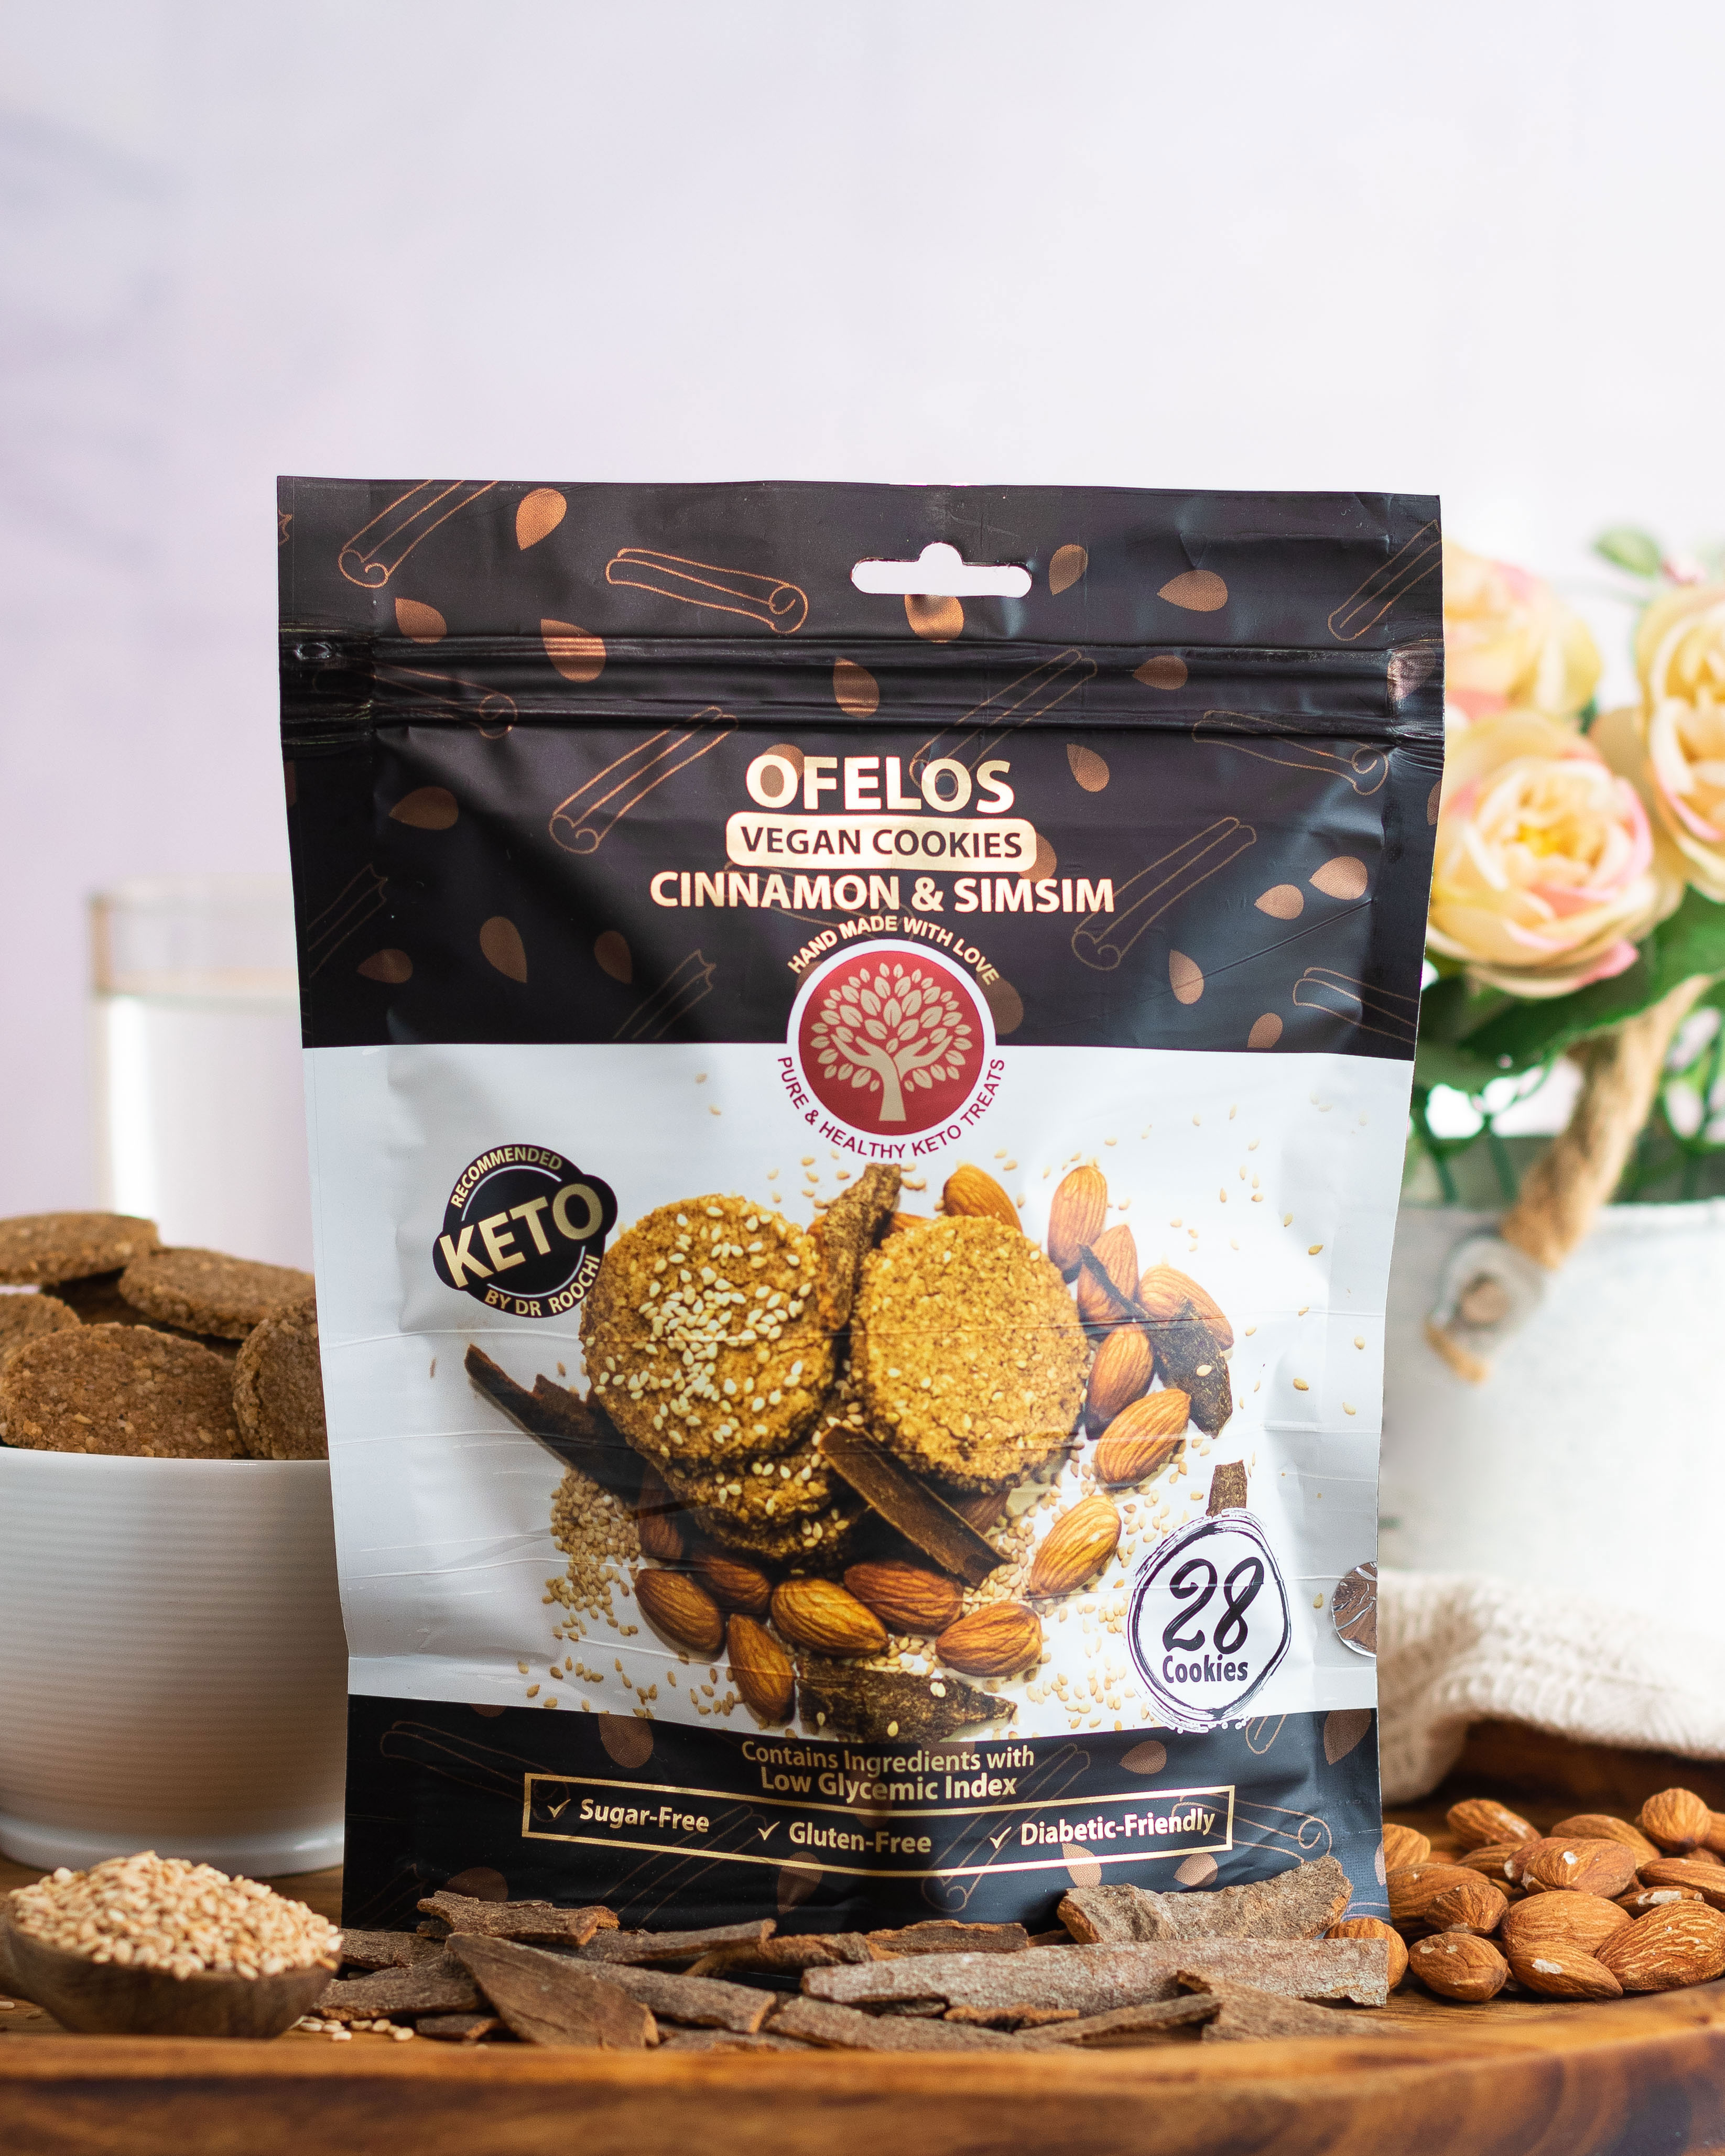 OFELOS
VEGAN COOKIES
CINNAMON & SIMSIM
HAND MADE WITH LOVE
PURE & HEALTHY KETO TREATS
RECOMMENDED
KETO
BY DR ROOCHI
28
Cookies
Contains Ingredients with
Low Glycemic Index
✓ Sugar-Free ✓ Gluten-Free ✓ Diabetic-Friendly